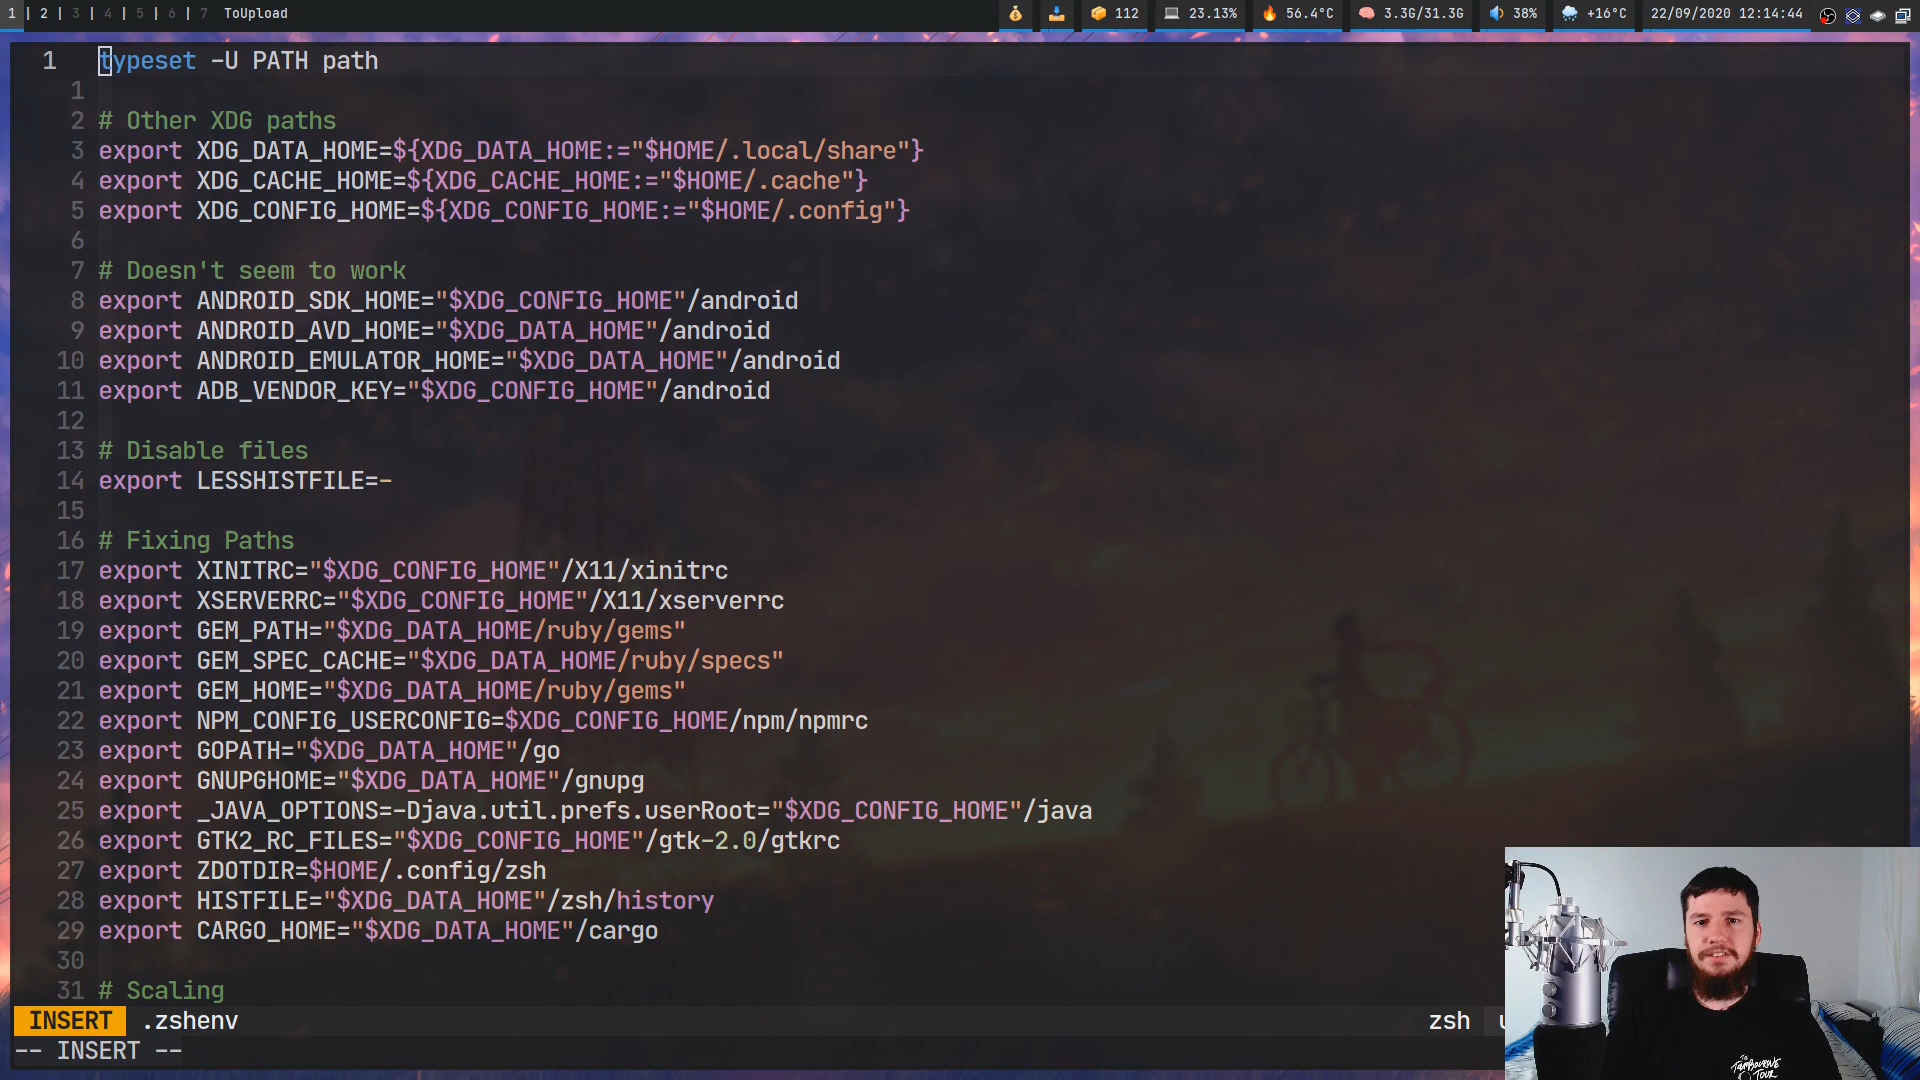 1 | 2 | 3 | 4 | 5 | 6 | 7 ToUpload 112 23.13% 56.4°C 3.3G/31.3G 38% +16°C 22/09/2020 12:14:44
1 typeset -U PATH path
1
2 # Other XDG paths
3 export XDG_DATA_HOME=${XDG_DATA_HOME:="$HOME/.local/share"}
4 export XDG_CACHE_HOME=${XDG_CACHE_HOME:="$HOME/.cache"}
5 export XDG_CONFIG_HOME=${XDG_CONFIG_HOME:="$HOME/.config"}
6
7 # Doesn't seem to work
8 export ANDROID_SDK_HOME="$XDG_CONFIG_HOME"/android
9 export ANDROID_AVD_HOME="$XDG_DATA_HOME"/android
10 export ANDROID_EMULATOR_HOME="$XDG_DATA_HOME"/android
11 export ADB_VENDOR_KEY="$XDG_CONFIG_HOME"/android
12
13 # Disable files
14 export LESSHISTFILE=-
15
16 # Fixing Paths
17 export XINITRC="$XDG_CONFIG_HOME"/X11/xinitrc
18 export XSERVERRC="$XDG_CONFIG_HOME"/X11/xserverrc
19 export GEM_PATH="$XDG_DATA_HOME/ruby/gems"
20 export GEM_SPEC_CACHE="$XDG_DATA_HOME/ruby/specs"
21 export GEM_HOME="$XDG_DATA_HOME/ruby/gems"
22 export NPM_CONFIG_USERCONFIG=$XDG_CONFIG_HOME/npm/npmrc
23 export GOPATH="$XDG_DATA_HOME"/go
24 export GNUPGHOME="$XDG_DATA_HOME"/gnupg
25 export _JAVA_OPTIONS=-Djava.util.prefs.userRoot="$XDG_CONFIG_HOME"/java
26 export GTK2_RC_FILES="$XDG_CONFIG_HOME"/gtk-2.0/gtkrc
27 export ZDOTDIR=$HOME/.config/zsh
28 export HISTFILE="$XDG_DATA_HOME"/zsh/history
29 export CARGO_HOME="$XDG_DATA_HOME"/cargo
30
31 # Scaling
INSERT .zshenv zsh
-- INSERT --
TAMBOURINE
TOUR